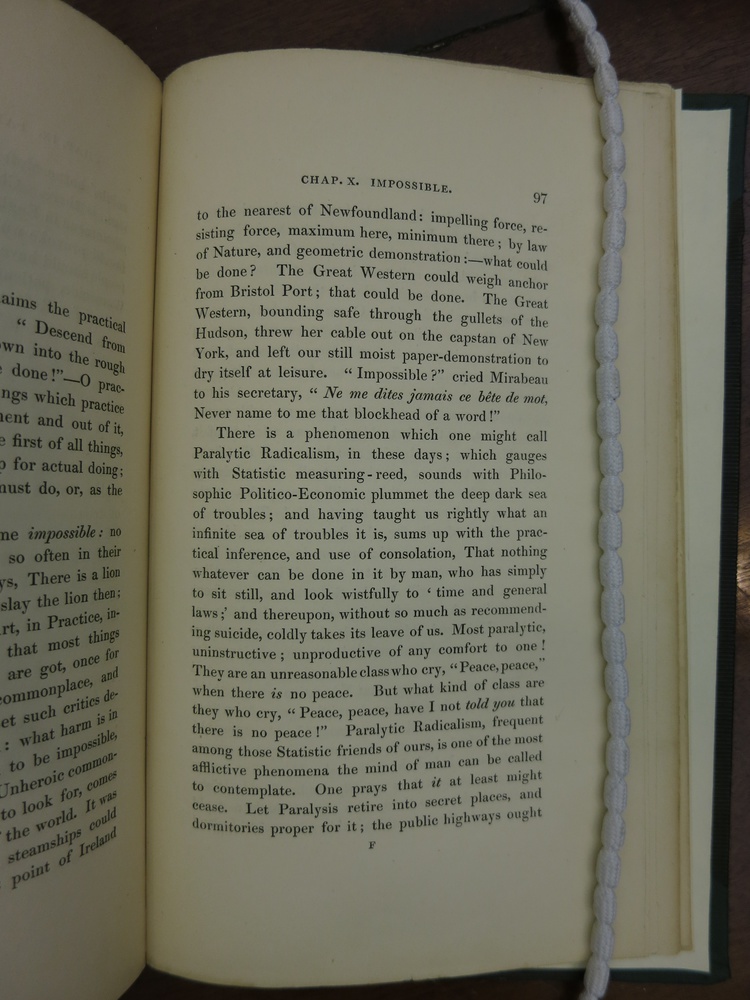 aims the practical
“ Descend from
own into the rough
done!”—O prac-
ngs which practice
ment and out of it,
e first of all things,
for actual doing;
must do, or, as the
me impossible: no
so often in their
ys, There is a lion
slay the lion then;
rt, in Practice, in-
that most things
are got, once for
commonplace, and
et such critics de-
: what harm is in
to be impossible,
Unheroic common-
to look for, comes
the world. It was
steamships could
point of Ireland
CHAP. X. IMPOSSIBLE.
97
to the nearest of Newfoundland: impelling force, re-
sisting force, maximum here, minimum there; by law
of Nature, and geometric demonstration:—what could
be done? The Great Western could weigh anchor
from Bristol Port; that could be done. The Great
Western, bounding safe through the gullets of the
Hudson, threw her cable out on the capstan of New
York, and left our still moist paper-demonstration to
dry itself at leisure. “Impossible?” cried Mirabeau
to his secretary, “Ne me dites jamais ce bête de mot,
Never name to me that blockhead of a word!”
There is a phenomenon which one might call
Paralytic Radicalism, in these days; which gauges
with Statistic measuring-reed, sounds with Philo-
sophic Politico-Economic plummet the deep dark sea
of troubles; and having taught us rightly what an
infinite sea of troubles it is, sums up with the prac-
tical inference, and use of consolation, That nothing
whatever can be done in it by man, who has simply
to sit still, and look wistfully to ‘time and general
laws;’ and thereupon, without so much as recommend-
ing suicide, coldly takes its leave of us. Most paralytic,
uninstructive; unproductive of any comfort to one!
They are an unreasonable class who cry, “Peace, peace,”
when there is no peace. But what kind of class are
they who cry, “Peace, peace, have I not told you that
there is no peace!” Paralytic Radicalism, frequent
among those Statistic friends of ours, is one of the most
afflictive phenomena the mind of man can be called
to contemplate. One prays that it at least might
cease. Let Paralysis retire into secret places, and
dormitories proper for it; the public highways ought
F